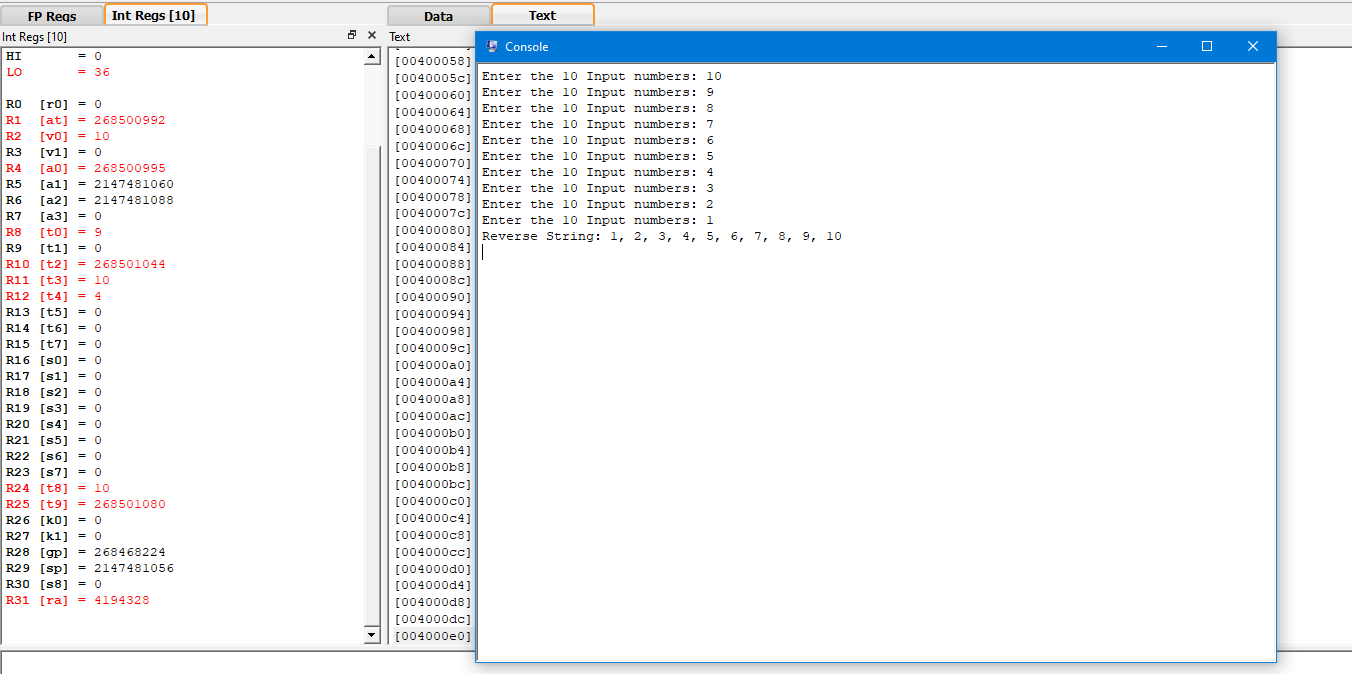 FP Regs Int Regs [10] Data Text
Int Regs [10] Text
HI = 0
LO = 36
R0 [r0] = 0
R1 [at] = 268500992
R2 [v0] = 10
R3 [v1] = 0
R4 [a0] = 268500995
R5 [a1] = 2147481060
R6 [a2] = 2147481088
R7 [a3] = 0
R8 [t0] = 9
R9 [t1] = 0
R10 [t2] = 268501044
R11 [t3] = 10
R12 [t4] = 4
R13 [t5] = 0
R14 [t6] = 0
R15 [t7] = 0
R16 [s0] = 0
R17 [s1] = 0
R18 [s2] = 0
R19 [s3] = 0
R20 [s4] = 0
R21 [s5] = 0
R22 [s6] = 0
R23 [s7] = 0
R24 [t8] = 10
R25 [t9] = 268501080
R26 [k0] = 0
R27 [k1] = 0
R28 [gp] = 268468224
R29 [sp] = 2147481056
R30 [s8] = 0
R31 [ra] = 4194328
[00400058]
[0040005c]
[00400060]
[00400064]
[00400068]
[0040006c]
[00400070]
[00400074]
[00400078]
[0040007c]
[00400080]
[00400084]
[00400088]
[0040008c]
[00400090]
[00400094]
[00400098]
[0040009c]
[004000a0]
[004000a4]
[004000a8]
[004000ac]
[004000b0]
[004000b4]
[004000b8]
[004000bc]
[004000c0]
[004000c4]
[004000c8]
[004000cc]
[004000d0]
[004000d4]
[004000d8]
[004000dc]
[004000e0]
Console
Enter the 10 Input numbers: 10
Enter the 10 Input numbers: 9
Enter the 10 Input numbers: 8
Enter the 10 Input numbers: 7
Enter the 10 Input numbers: 6
Enter the 10 Input numbers: 5
Enter the 10 Input numbers: 4
Enter the 10 Input numbers: 3
Enter the 10 Input numbers: 2
Enter the 10 Input numbers: 1
Reverse String: 1, 2, 3, 4, 5, 6, 7, 8, 9, 10